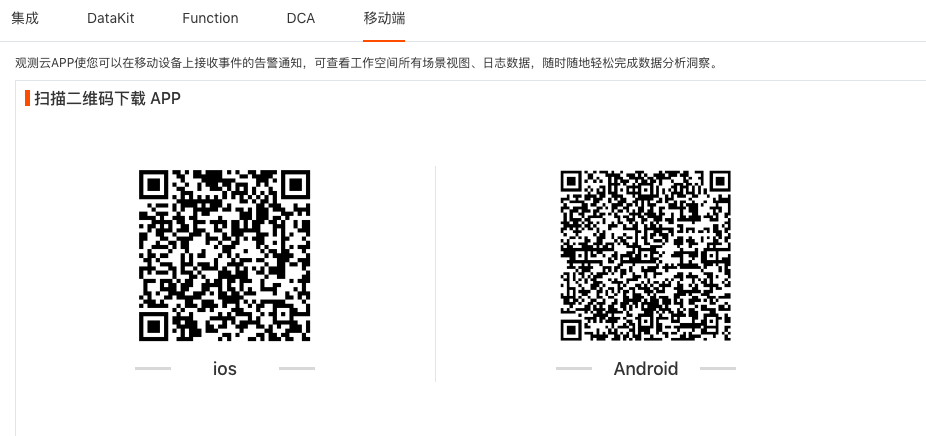 集成 DataKit Function DCA 移动端
观测云APP使您可以在移动设备上接收事件的告警通知，可查看工作空间所有场景视图、日志数据，随时随地轻松完成数据分析洞察。
扫描二维码下载 APP
ios Android